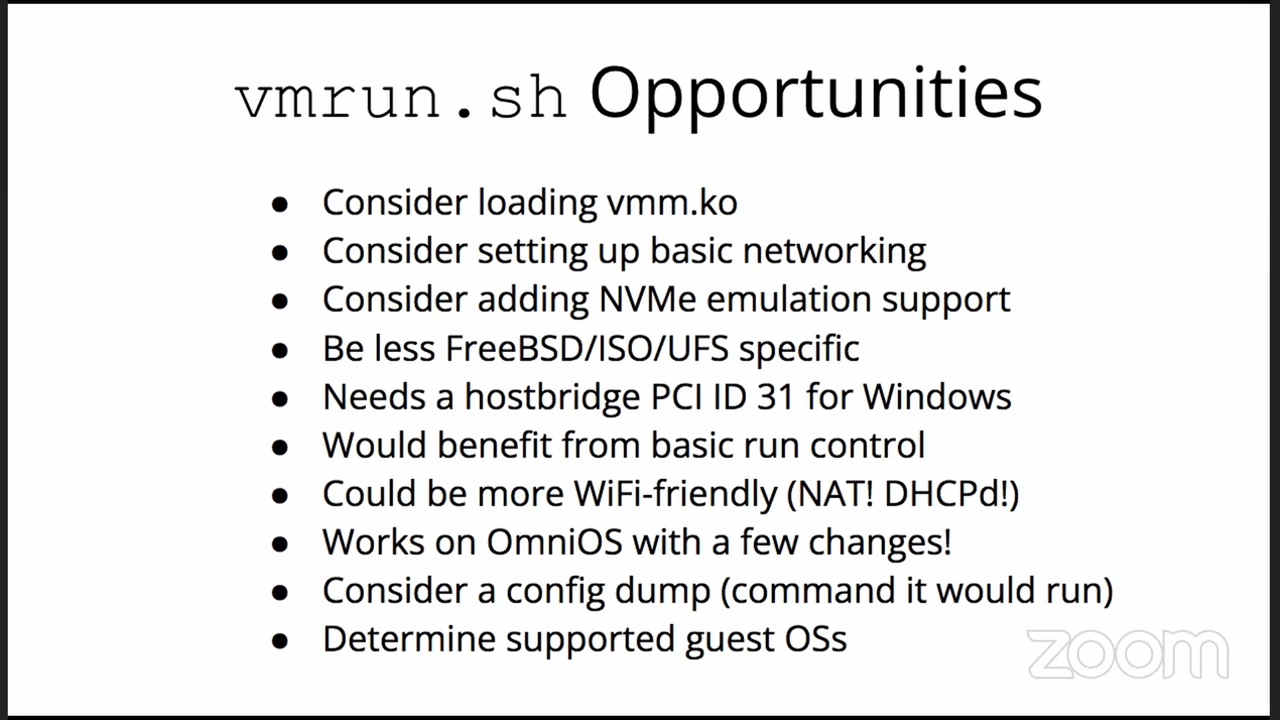 vmrun.sh Opportunities
● Consider loading vmm.ko
● Consider setting up basic networking
● Consider adding NVMe emulation support
● Be less FreeBSD/ISO/UFS specific
● Needs a hostbridge PCI ID 31 for Windows
● Would benefit from basic run control
● Could be more WiFi-friendly (NAT! DHCPd!)
● Works on OmniOS with a few changes!
● Consider a config dump (command it would run)
● Determine supported guest OSs
zoom